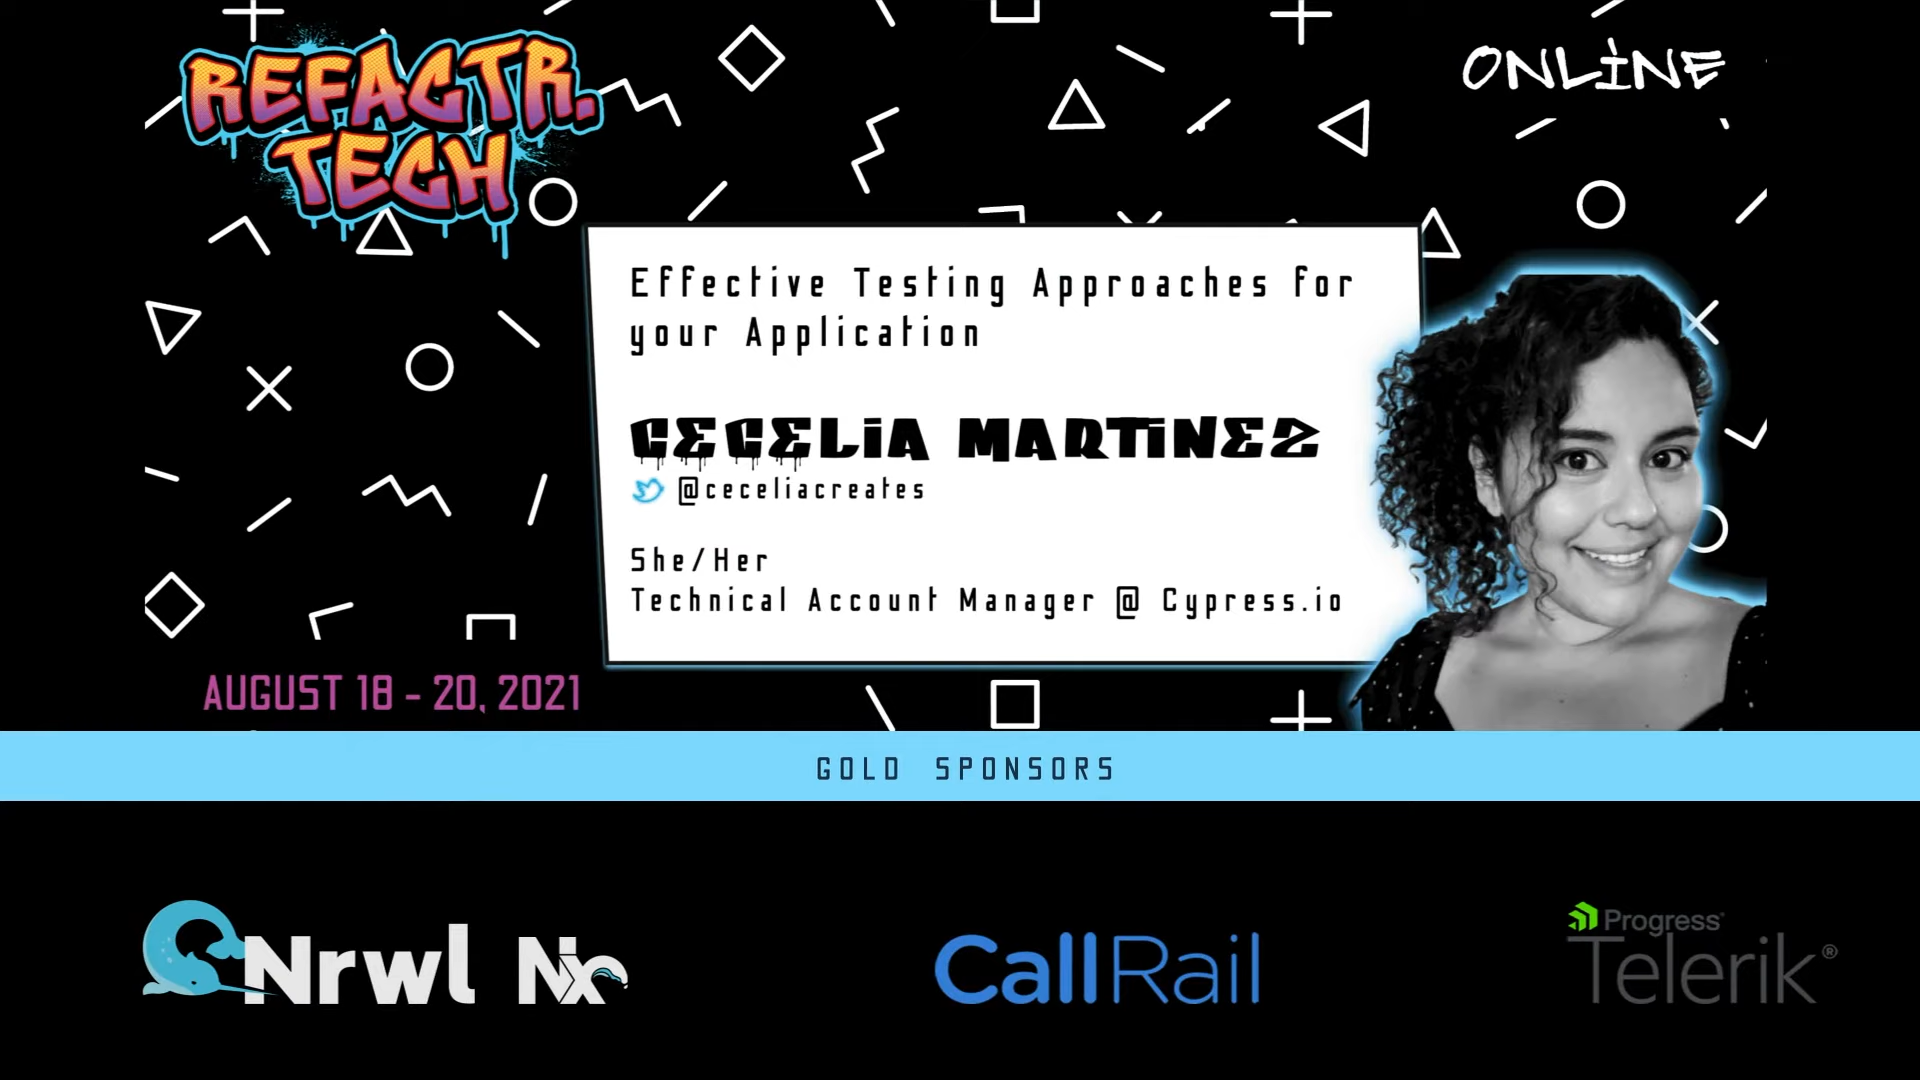 REFACTR.
TECH
ONLINE
Effective Testing Approaches for
your Application
CECELIA MARTINEZ
@ceceliacreates
She/Her
Technical Account Manager @ Cypress.io
AUGUST 18 - 20, 2021
GOLD SPONSORS
Nrwl Nx
CallRail
Progress®
Telerik®